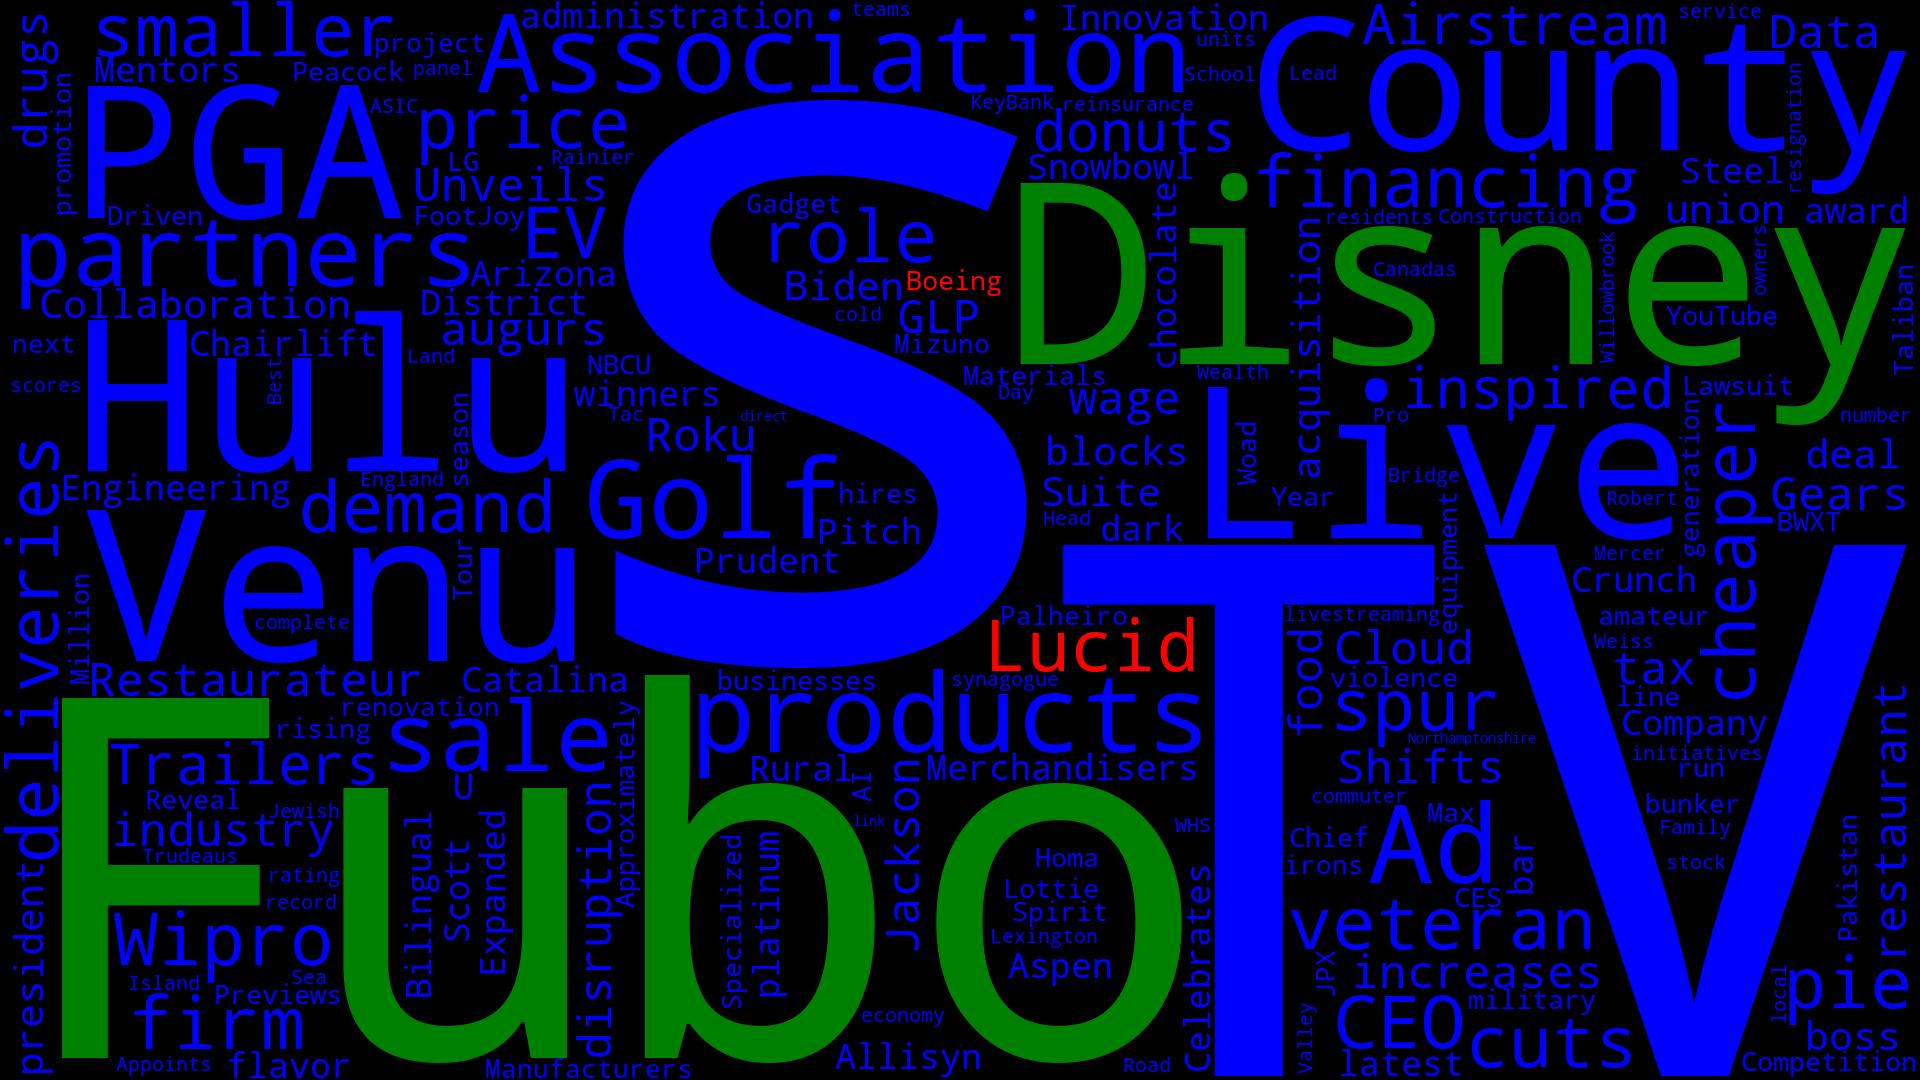 drugs
smaller
project
administration
teams
Innovation
Airstream
service
Data
Mentors
Peacock
panel
Association
units
School
Lead
County
promotion
PGA
ASIC
price
KeyBank
reinsurance
donuts
resignation
LG
Rainier
Unveils
S
Snowbowl
financing
Steel
Driven
FootJoy
EV
Gadget
role
Disney
chocolate
residents
Construction
union
award
partners
Arizona
Biden
Boeing
acquisition
Canadas
Willowbrook
owners
Taliban
Collaboration
District
augurs
cold
GLP
YouTube
next
Hulu
Chairlift
Land
NBCU
Mizuno
Materials
Wealth
scores
Best
season
winners
Day
wage
Live
Pro
inspired
Lawsuit
number
Tac
direct
Roku
blocks
Woad
generation
cheaper
deal
deliveries
Engineering
England
demand
Golf
hires
Suite
Year
Bridge
Robert
Gears
Pitch
Head
dark
BWXT
Venu
Tour
Prudent
TV
equipment
Mercer
Crunch
Million
complete
Palheiro
livestreaming
amateur
Lucid
food
Cloud
Weiss
Restaurateur
Catalina
businesses
synagogue
violence
tax
renovation
products
spur
line
Fubo
rising
sale
Approximately
Northamptonshire
Company
restaurant
Trailers
Rural
AI
Jackson
Merchandisers
Shifts
initiatives
run
Reveal
Jewish
disruption
commuter
bunker
industry
Bilingual
Scott
Expanded
link
WHS
Ad
Max
Family
Trudeaus
Specialized
platinum
Homa
Chief
irons
bar
stock
Pakistan
president
rating
record
Lottie
Spirit
Celebrates
CES
veteran
Wipro
Lexington
Aspen
JPX
increases
local
pie
Island
Sea
Previews
firm
economy
Valley
CEO
military
cuts
boss
Appoints
flavor
Manufacturers
Allisyn
Road
latest
Competition